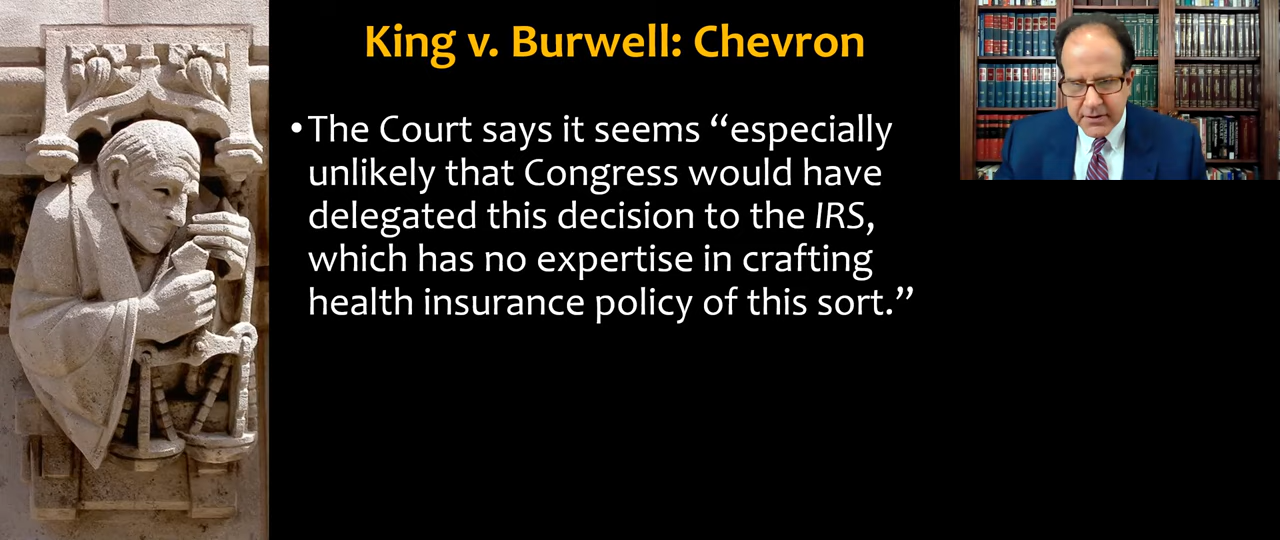 King v. Burwell: Chevron
•The Court says it seems “especially
unlikely that Congress would have
delegated this decision to the IRS,
which has no expertise in crafting
health insurance policy of this sort.”